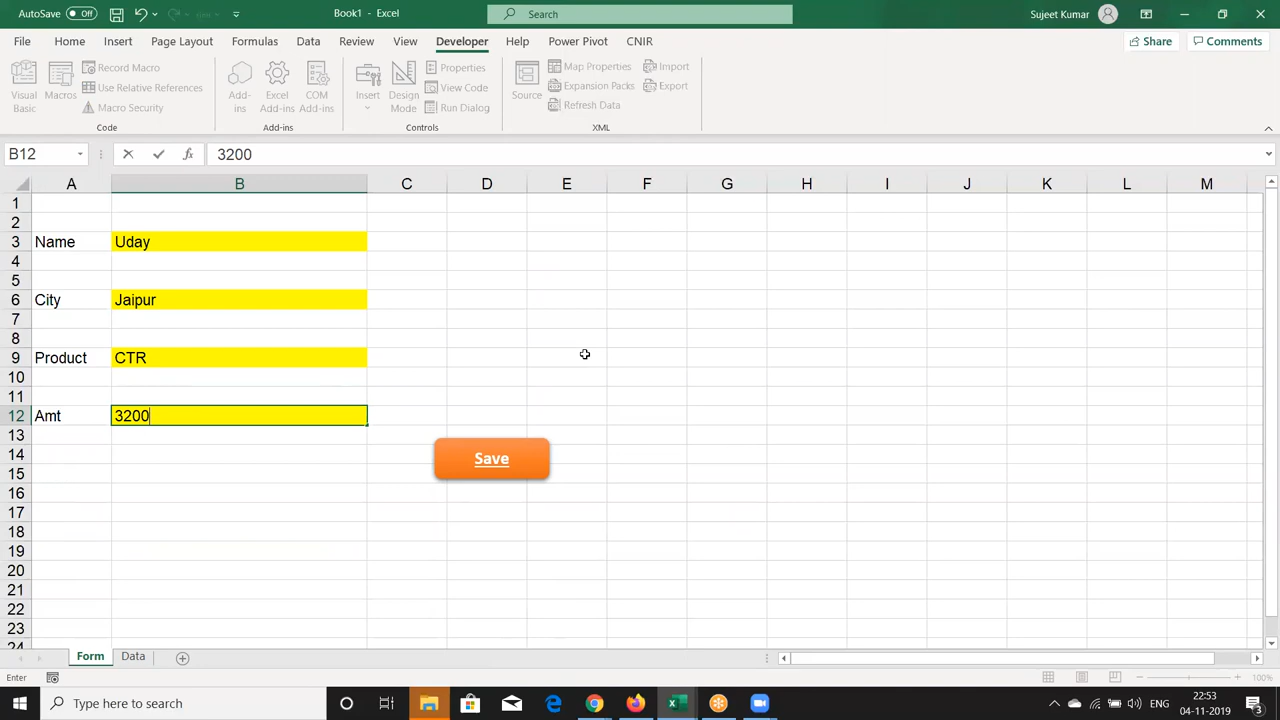 AutoSave Off Book1 - Excel Search Sujeet Kumar
File Home Insert Page Layout Formulas Data Review View Developer Help Power Pivot CNIR Share Comments
Visual Basic Macros Record Macro Use Relative References Macro Security
Code
Add-ins Excel Add-ins COM Add-ins
Add-ins
Insert Design Mode Properties View Code Run Dialog
Controls
Source Map Properties Expansion Packs Refresh Data Import Export
XML
B12 fx 3200
A B C D E F G H I J K L M
1
2
3 Name Uday
4
5
6 City Jaipur
7
8
9 Product CTR
10
11
12 Amt 3200
13
14 Save
15
16
17
18
19
20
21
22
23
24
Form Data
Enter 100%
Type here to search ENG 22:53
04-11-2019 3